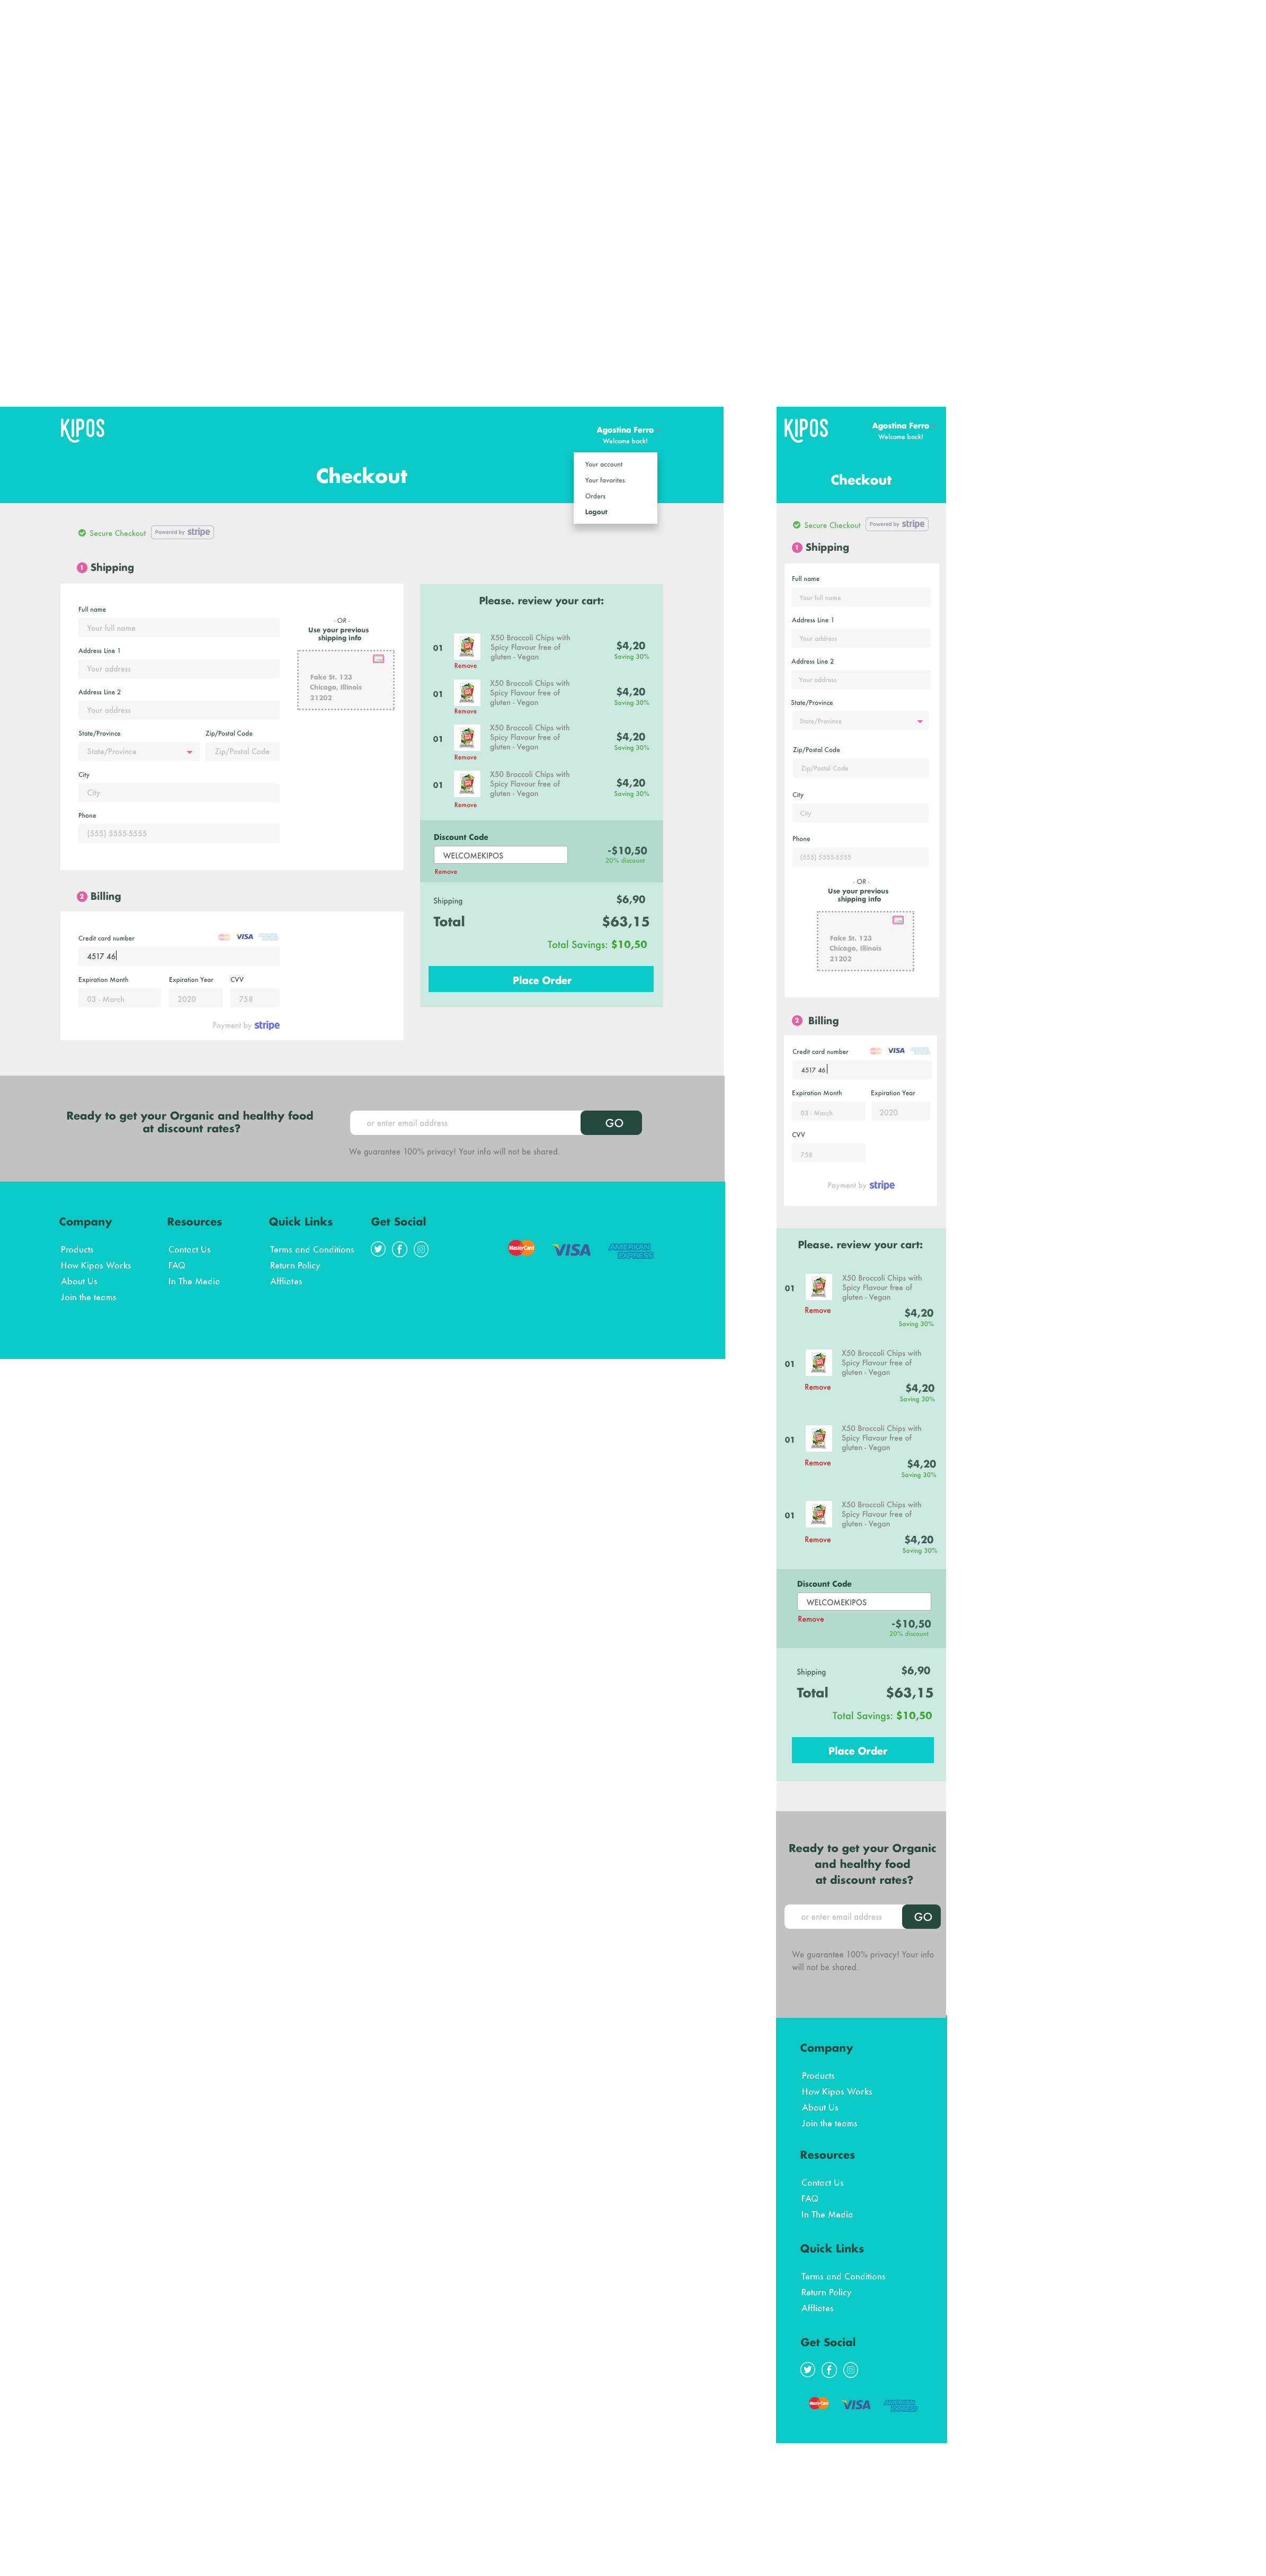 KIPOS
Agostina Ferro
Welcome back!
Checkout
Your account
Your favorites
Orders
Logout
Secure Checkout
Powered by stripe
1 Shipping
Full name
Your full name
Address Line 1
Your address
Address Line 2
Your address
State/Province
Zip/Postal Code
State/Province
Zip/Postal Code
City
City
Phone
(555) 5555-5555
- OR -
Use your previous
shipping info
Fake St. 123
Chicago, Illinois
21202
2 Billing
Credit card number
VISA
4517 46
Expiration Month
Expiration Year
CVV
03 - March
2020
758
Payment by stripe
Please. review your cart:
01
X50 Broccoli Chips with
Spicy Flavour free of
gluten - Vegan
$4,20
Saving 30%
Remove
01
X50 Broccoli Chips with
Spicy Flavour free of
gluten - Vegan
$4,20
Saving 30%
Remove
01
X50 Broccoli Chips with
Spicy Flavour free of
gluten - Vegan
$4,20
Saving 30%
Remove
01
X50 Broccoli Chips with
Spicy Flavour free of
gluten - Vegan
$4,20
Saving 30%
Remove
Discount Code
WELCOMEKIPOS
-$10,50
20% discount
Remove
Shipping
$6,90
Total
$63,15
Total Savings: $10,50
Place Order
Ready to get your Organic and healthy food
at discount rates?
or enter email address
GO
We guarantee 100% privacy! Your info will not be shared.
Company
Products
How Kipos Works
About Us
Join the teams
Resources
Contact Us
FAQ
In The Media
Quick Links
Terms and Conditions
Return Policy
Affliates
Get Social
MasterCard
VISA
AMERICAN
EXPRESS
KIPOS
Agostina Ferro
Welcome back!
Checkout
Secure Checkout
Powered by stripe
1 Shipping
Full name
Your full name
Address Line 1
Your address
Address Line 2
Your address
State/Province
State/Province
Zip/Postal Code
Zip/Postal Code
City
City
Phone
(555) 5555-5555
- OR -
Use your previous
shipping info
Fake St. 123
Chicago, Illinois
21202
2 Billing
Credit card number
VISA
4517 46
Expiration Month
Expiration Year
03 - March
2020
CVV
758
Payment by stripe
Please. review your cart:
01
X50 Broccoli Chips with
Spicy Flavour free of
gluten - Vegan
Remove
$4,20
Saving 30%
01
X50 Broccoli Chips with
Spicy Flavour free of
gluten - Vegan
Remove
$4,20
Saving 30%
01
X50 Broccoli Chips with
Spicy Flavour free of
gluten - Vegan
Remove
$4,20
Saving 30%
01
X50 Broccoli Chips with
Spicy Flavour free of
gluten - Vegan
Remove
$4,20
Saving 30%
Discount Code
WELCOMEKIPOS
Remove
-$10,50
20% discount
Shipping
$6,90
Total
$63,15
Total Savings: $10,50
Place Order
Ready to get your Organic
and healthy food
at discount rates?
or enter email address
GO
We guarantee 100% privacy! Your info
will not be shared.
Company
Products
How Kipos Works
About Us
Join the teams
Resources
Contact Us
FAQ
In The Media
Quick Links
Terms and Conditions
Return Policy
Affliates
Get Social
MasterCard
VISA
AMERICAN
EXPRESS